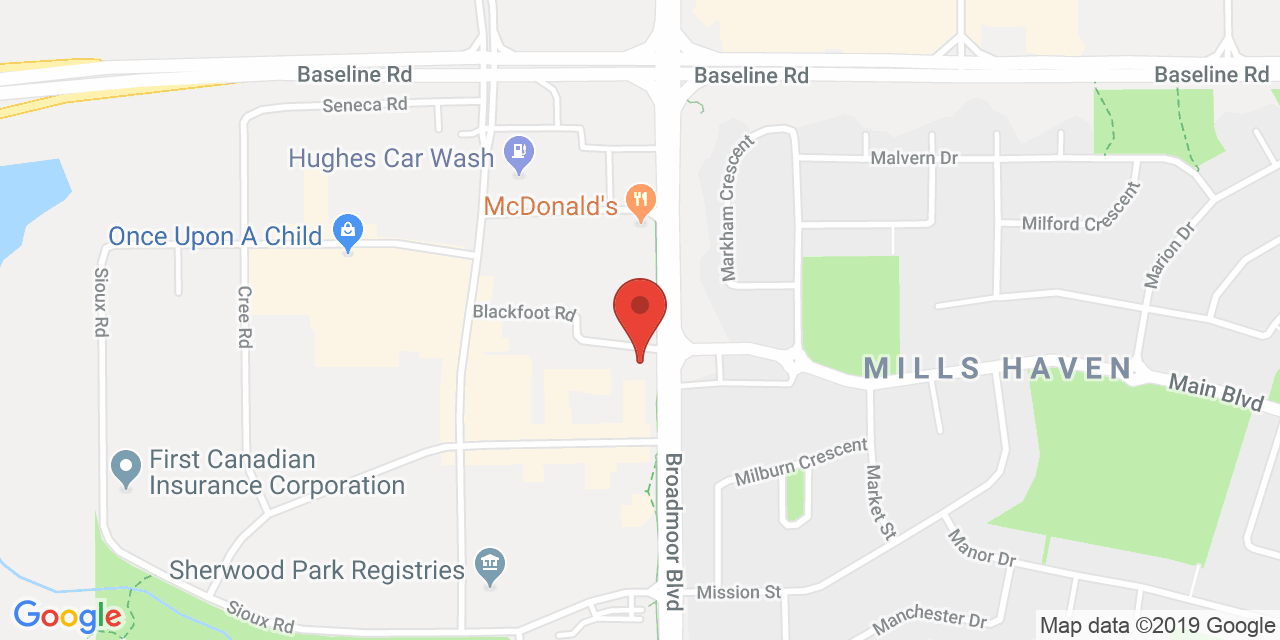 Baseline Rd
Baseline Rd
Baseline Rd
Seneca Rd
Hughes Car Wash
Malvern Dr
Markham Crescent
McDonald's
Milford Crescent
Once Upon A Child
Marion Dr
Sioux Rd
Cree Rd
Blackfoot Rd
MILLS HAVEN
Main Blvd
First Canadian
Insurance Corporation
Milburn Crescent
Broadmoor Blvd
Market St
Manor Dr
Sherwood Park Registries
Mission St
Manchester Dr
Sioux Rd
Google
Map data ©2019 Google